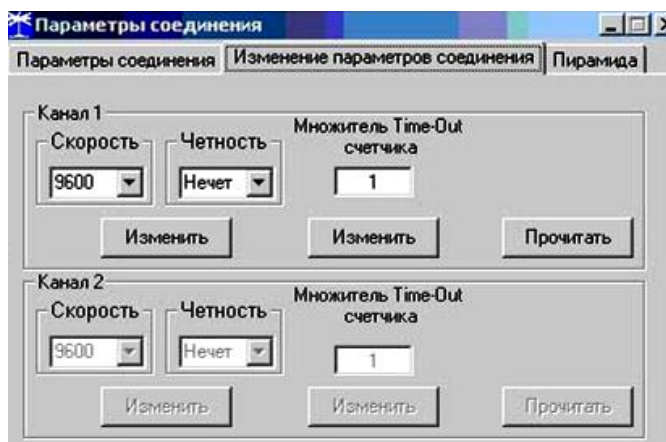 Параметры соединения
Параметры соединения Изменение параметров соединения Пирамида
Канал 1
Скорость Четность Множитель Time-Out
счетчика
9600 Нечет 1
Изменить Изменить Прочитать
Канал 2
Скорость Четность Множитель Time-Out
счетчика
9600 Нечет 1
Изменить Изменить Прочитать